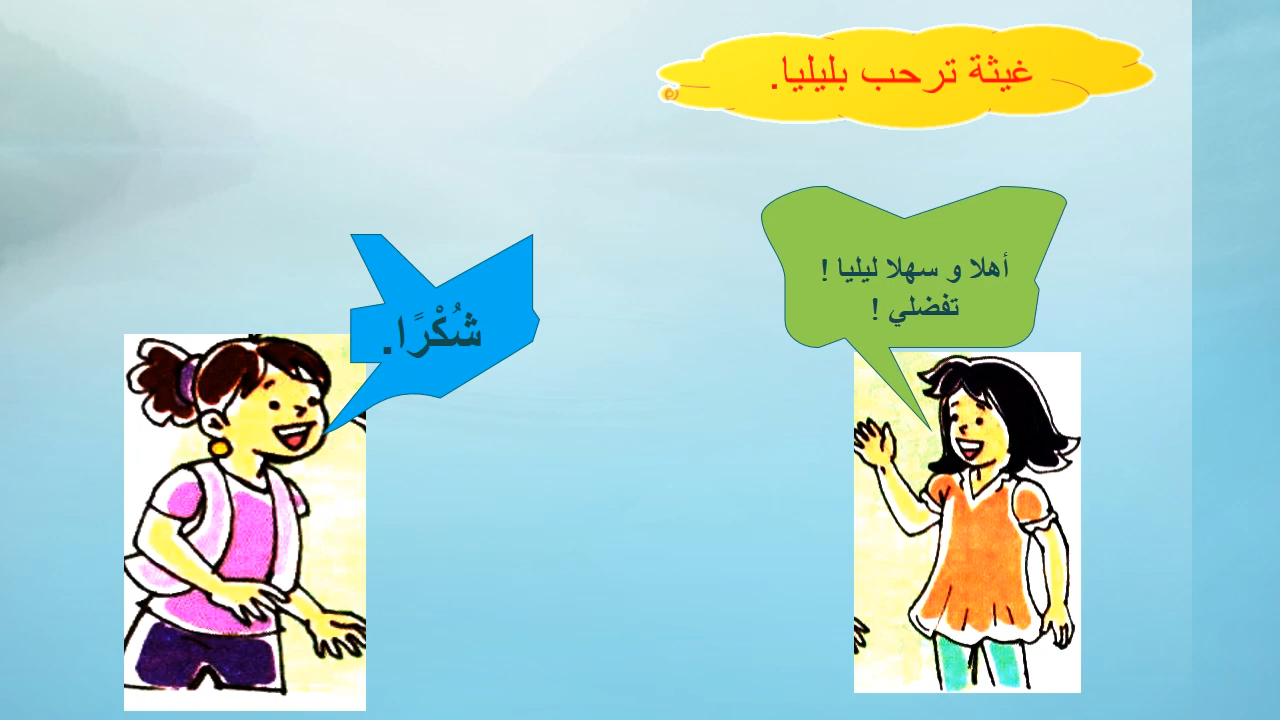 غيثة ترحب بليليا.
أهلا و سهلا ليليا !
تفضلي !
شُكْرًا.